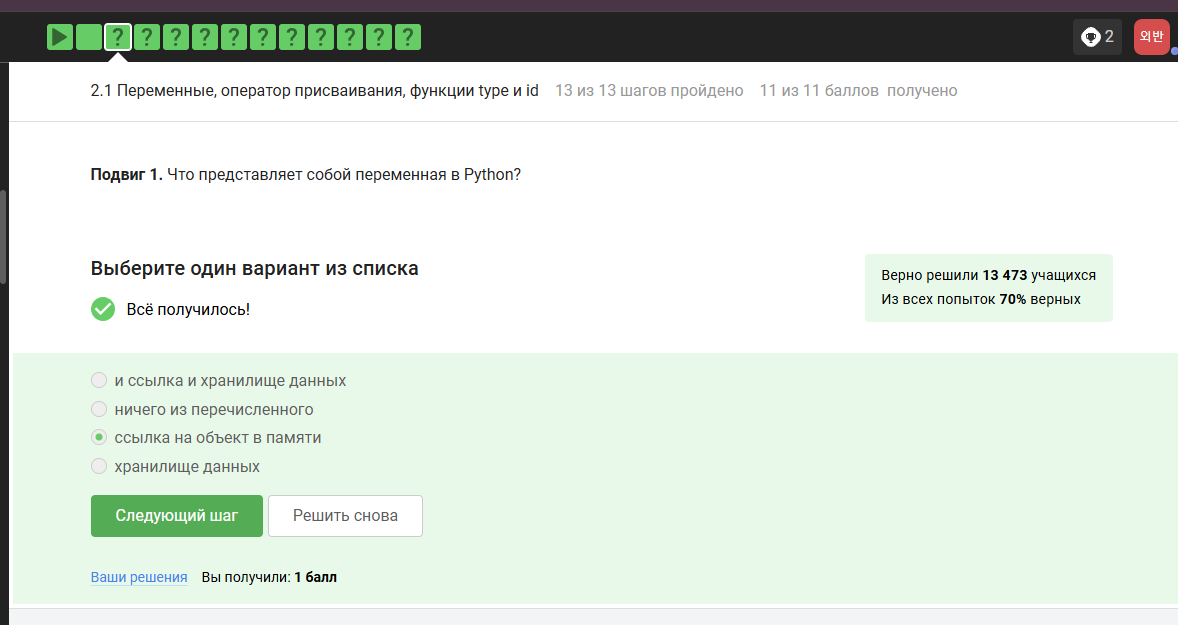 ? ? ? ? ? ? ? ? ? ? ? 2 외반
2.1 Переменные, оператор присваивания, функции type и id 13 из 13 шагов пройдено 11 из 11 баллов получено
Подвиг 1. Что представляет собой переменная в Python?
Выберите один вариант из списка
Всё получилось!
Верно решили 13 473 учащихся
Из всех попыток 70% верных
и ссылка и хранилище данных
ничего из перечисленного
ссылка на объект в памяти
хранилище данных
Следующий шаг Решить снова
Ваши решения Вы получили: 1 балл